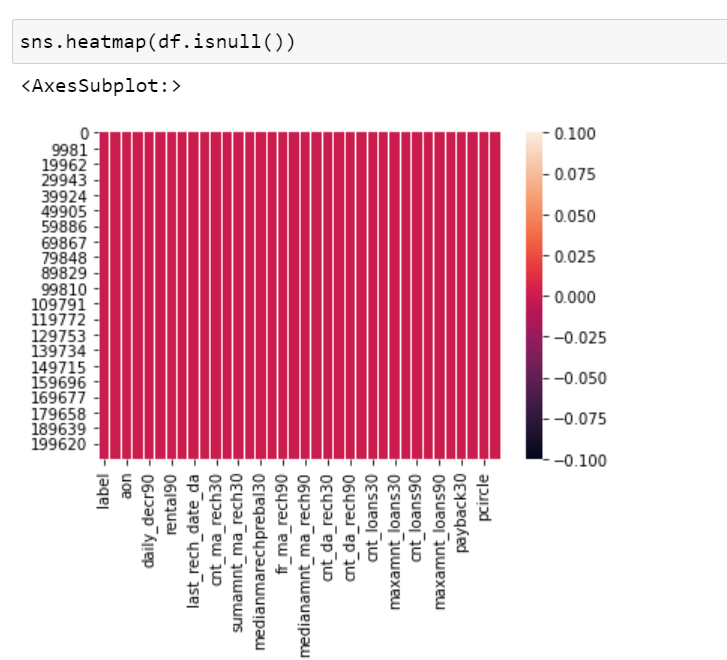 sns.heatmap(df.isnull())
<AxesSubplot:>
0
9981
19962
29943
39924
49905
59886
69867
79848
89829
99810
109791
119772
129753
139734
149715
159696
169677
179658
189639
199620
0.100
0.075
0.050
0.025
0.000
−0.025
−0.050
−0.075
−0.100
label
aon
daily_decr90
rental90
last_rech_date_da
cnt_ma_rech30
sumamnt_ma_rech30
medianmarechprebal30
fr_ma_rech90
medianamnt_ma_rech90
cnt_da_rech30
cnt_da_rech90
cnt_loans30
maxamnt_loans30
cnt_loans90
maxamnt_loans90
payback30
pcircle